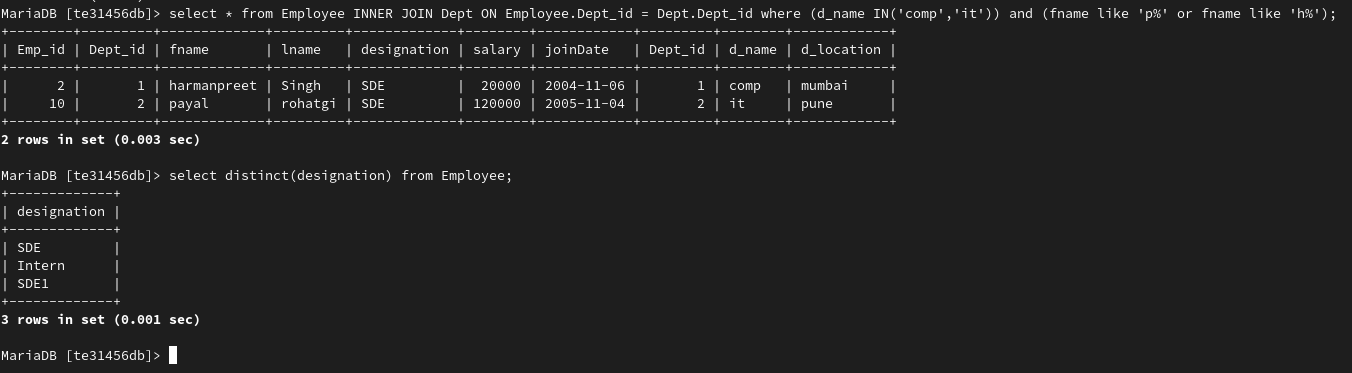 MariaDB [te31456db]> select * from Employee INNER JOIN Dept ON Employee.Dept_id = Dept.Dept_id where (d_name IN('comp','it')) and (fname like 'p%' or fname like 'h%');
+--------+---------+-------------+----------+-------------+--------+------------+---------+--------+------------+
| Emp_id | Dept_id | fname       | lname    | designation | salary | joinDate   | Dept_id | d_name | d_location |
+--------+---------+-------------+----------+-------------+--------+------------+---------+--------+------------+
|      2 |       1 | harmanpreet | Singh    | SDE         |  20000 | 2004-11-06 |       1 | comp   | mumbai     |
|     10 |       2 | payal       | rohatgi  | SDE         | 120000 | 2005-11-04 |       2 | it     | pune       |
+--------+---------+-------------+----------+-------------+--------+------------+---------+--------+------------+
2 rows in set (0.003 sec)

MariaDB [te31456db]> select distinct(designation) from Employee;
+-------------+
| designation |
+-------------+
| SDE         |
| Intern      |
| SDE1        |
+-------------+
3 rows in set (0.001 sec)

MariaDB [te31456db]>